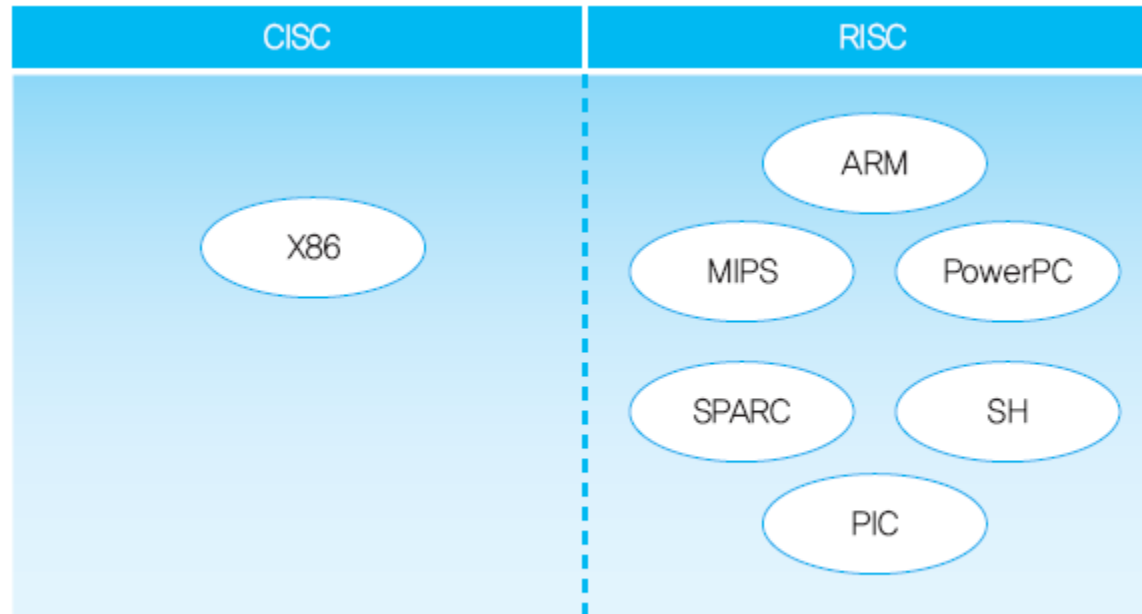 CISC
RISC
X86
ARM
MIPS
PowerPC
SPARC
SH
PIC